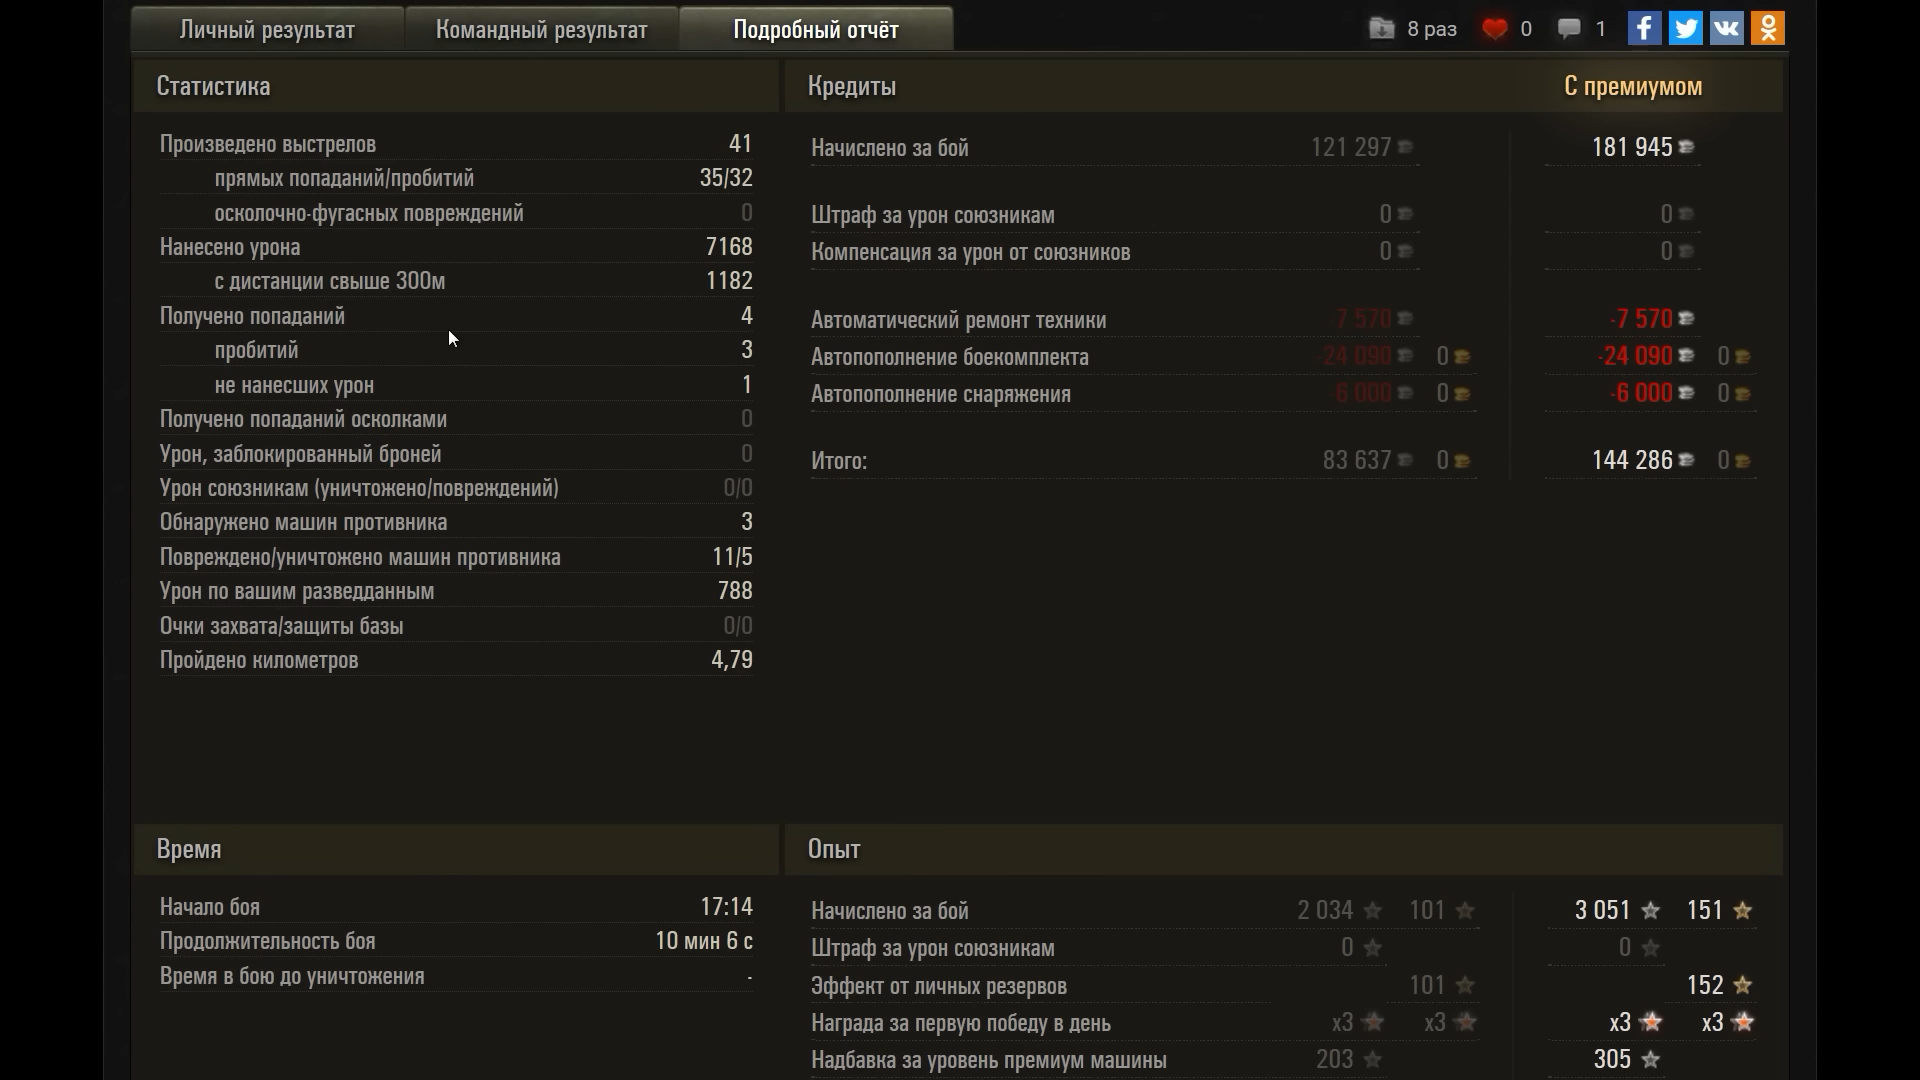 Личный результат Командный результат Подробный отчёт 8 раз 0 1
Статистика
Произведено выстрелов 41
прямых попаданий/пробитий 35/32
осколочно-фугасных повреждений 0
Нанесено урона 7168
с дистанции свыше 300м 1182
Получено попаданий 4
пробитий 3
не нанесших урон 1
Получено попаданий осколками 0
Урон, заблокированный броней 0
Урон союзникам (уничтожено/повреждений) 0/0
Обнаружено машин противника 3
Повреждено/уничтожено машин противника 11/5
Урон по вашим разведданным 788
Очки захвата/защиты базы 0/0
Пройдено километров 4,79
Кредиты С премиумом
Начислено за бой 121 297 181 945
Штраф за урон союзникам 0 0
Компенсация за урон от союзников 0 0
Автоматический ремонт техники -7 570 -7 570
Автопополнение боекомплекта -24 090 0 -24 090 0
Автопополнение снаряжения -6 000 0 -6 000 0
Итого: 83 637 0 144 286 0
Время
Начало боя 17:14
Продолжительность боя 10 мин 6 с
Время в бою до уничтожения -
Опыт
Начислено за бой 2 034 101 3 051 151
Штраф за урон союзникам 0 0
Эффект от личных резервов 101 152
Награда за первую победу в день x3 x3 x3 x3
Надбавка за уровень премиум машины 203 305